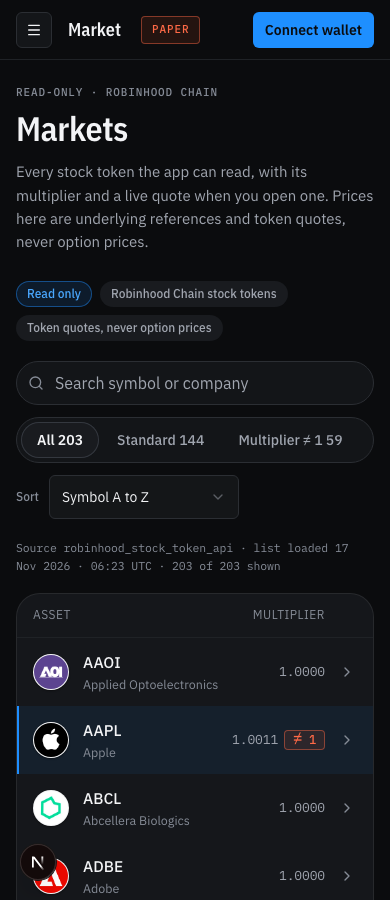 Market
PAPER
Connect wallet
READ-ONLY · ROBINHOOD CHAIN
Markets
Every stock token the app can read, with its
multiplier and a live quote when you open one. Prices
here are underlying references and token quotes,
never option prices.
Read only
Robinhood Chain stock tokens
Token quotes, never option prices
Search symbol or company
All 203
Standard 144
Multiplier ≠ 1 59
Sort
Symbol A to Z
Source robinhood_stock_token_api · list loaded 17
Nov 2026 · 06:23 UTC · 203 of 203 shown
ASSET
MULTIPLIER
AOI
AAOI
Applied Optoelectronics
1.0000
AAPL
Apple
1.0011
≠ 1
ABCL
Abcellera Biologics
1.0000
N
ADBE
Adobe
1.0000